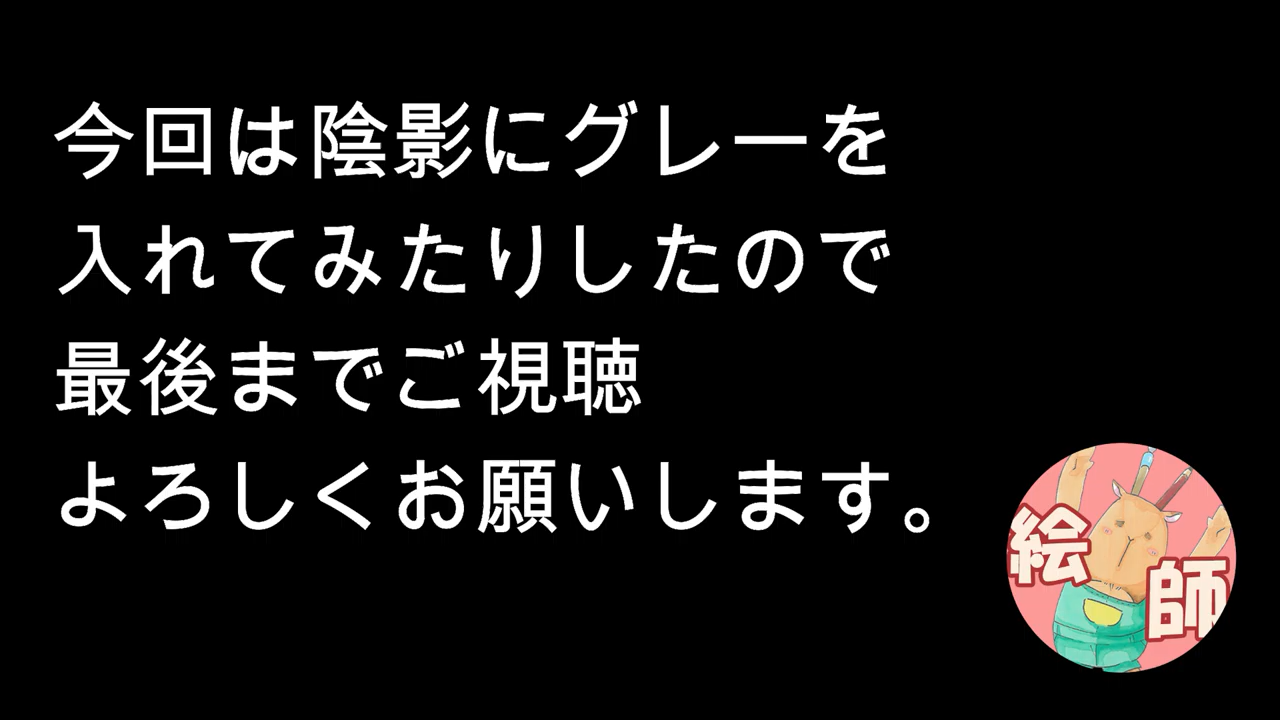 今回は陰影にグレーを
入れてみたりしたので
最後までご視聴
よろしくお願いします。
絵師